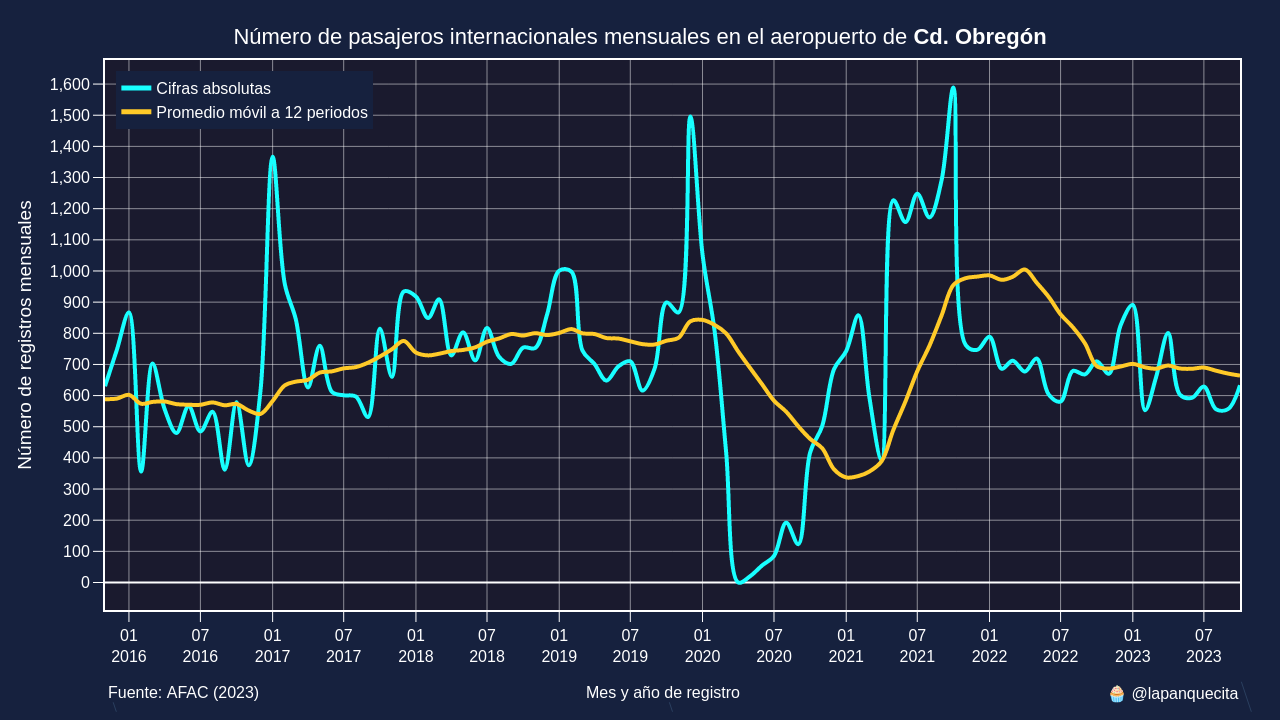 Número de pasajeros internacionales mensuales en el aeropuerto de Cd. Obregón
Cifras absolutas
Promedio móvil a 12 periodos
Número de registros mensuales
1,600
1,500
1,400
1,300
1,200
1,100
1,000
900
800
700
600
500
400
300
200
100
0
01 07 01 07 01 07 01 07 01 07 01 07 01 07 01 07
2016 2016 2017 2017 2018 2018 2019 2019 2020 2020 2021 2021 2022 2022 2023 2023
Fuente: AFAC (2023) Mes y año de registro 🧁 @lapanquecita